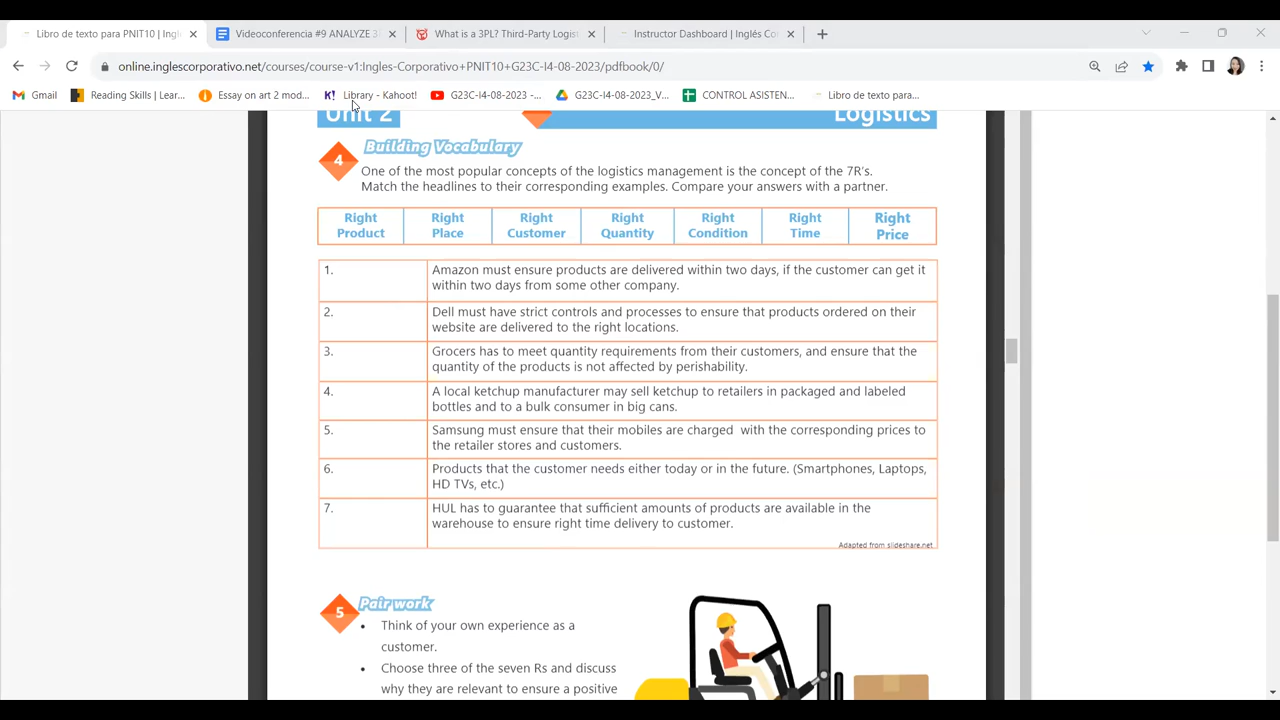 Libro de texto para PNIT10 | Ingl
Videoconferencia #9 ANALYZE 3
What is a 3PL? Third-Party Logist
Instructor Dashboard | Inglés Co
online.inglescorporativo.net/courses/course-v1:Ingles-Corporativo+PNIT10+G23C-I4-08-2023/pdfbook/0/
Gmail
Reading Skills | Lear...
Essay on art 2 mod...
K!
Library - Kahoot!
G23C-I4-08-2023 -...
G23C-I4-08-2023_V...
CONTROL ASISTEN...
Libro de texto para...
Unit 2
Logistics
4
Building Vocabulary
One of the most popular concepts of the logistics management is the concept of the 7R's.
Match the headlines to their corresponding examples. Compare your answers with a partner.
Right Product
Right Place
Right Customer
Right Quantity
Right Condition
Right Time
Right Price
1.
Amazon must ensure products are delivered within two days, if the customer can get it
within two days from some other company.
2.
Dell must have strict controls and processes to ensure that products ordered on their
website are delivered to the right locations.
3.
Grocers has to meet quantity requirements from their customers, and ensure that the
quantity of the products is not affected by perishability.
4.
A local ketchup manufacturer may sell ketchup to retailers in packaged and labeled
bottles and to a bulk consumer in big cans.
5.
Samsung must ensure that their mobiles are charged with the corresponding prices to
the retailer stores and customers.
6.
Products that the customer needs either today or in the future. (Smartphones, Laptops,
HD TVs, etc.)
7.
HUL has to guarantee that sufficient amounts of products are available in the
warehouse to ensure right time delivery to customer.
Adapted from slideshare.net
5
Pair work
• Think of your own experience as a
customer.
• Choose three of the seven Rs and discuss
why they are relevant to ensure a positive